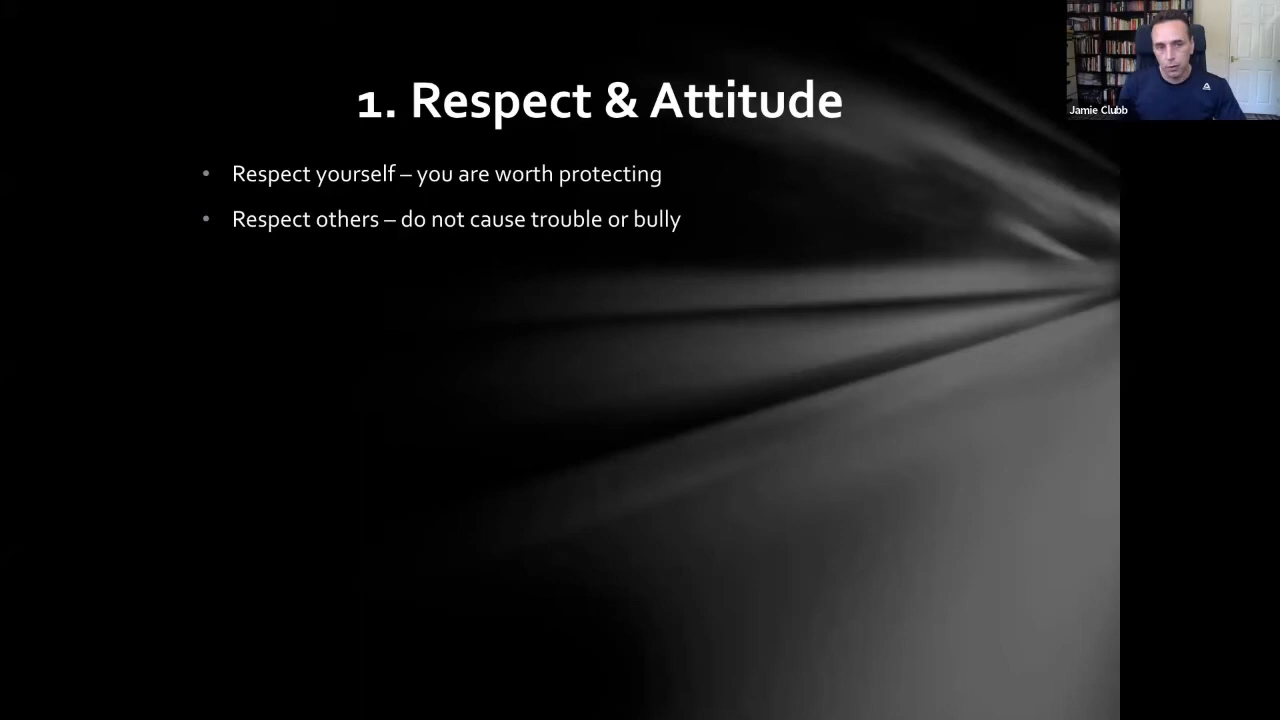 1. Respect & Attitude
Jamie Clubb
• Respect yourself – you are worth protecting
• Respect others – do not cause trouble or bully